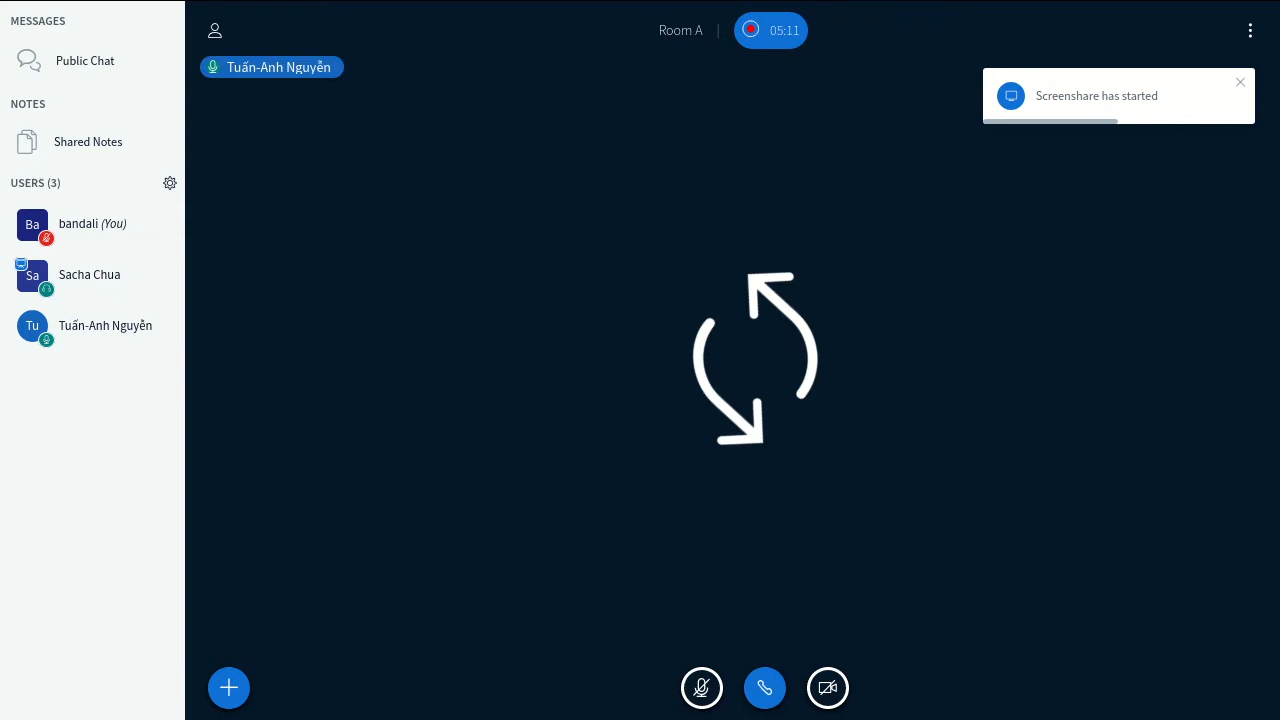 MESSAGES
Public Chat
NOTES
Shared Notes
USERS (3)
Ba
bandali (You)
Sa
Sacha Chua
Tu
Tuấn-Anh Nguyễn
Room A
05:11
Tuấn-Anh Nguyễn
Screenshare has started